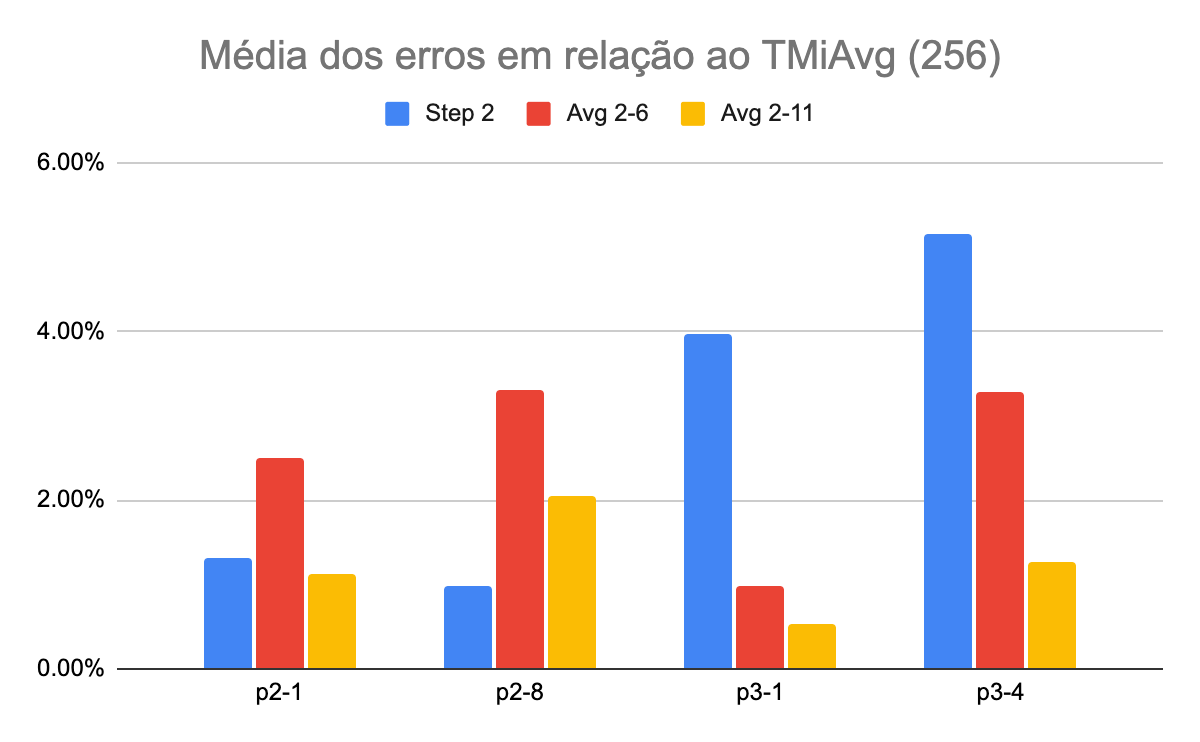 Média dos erros em relação ao TMiAvg (256)
Step 2 Avg 2-6 Avg 2-11
6.00%
4.00%
2.00%
0.00%
p2-1 p2-8 p3-1 p3-4